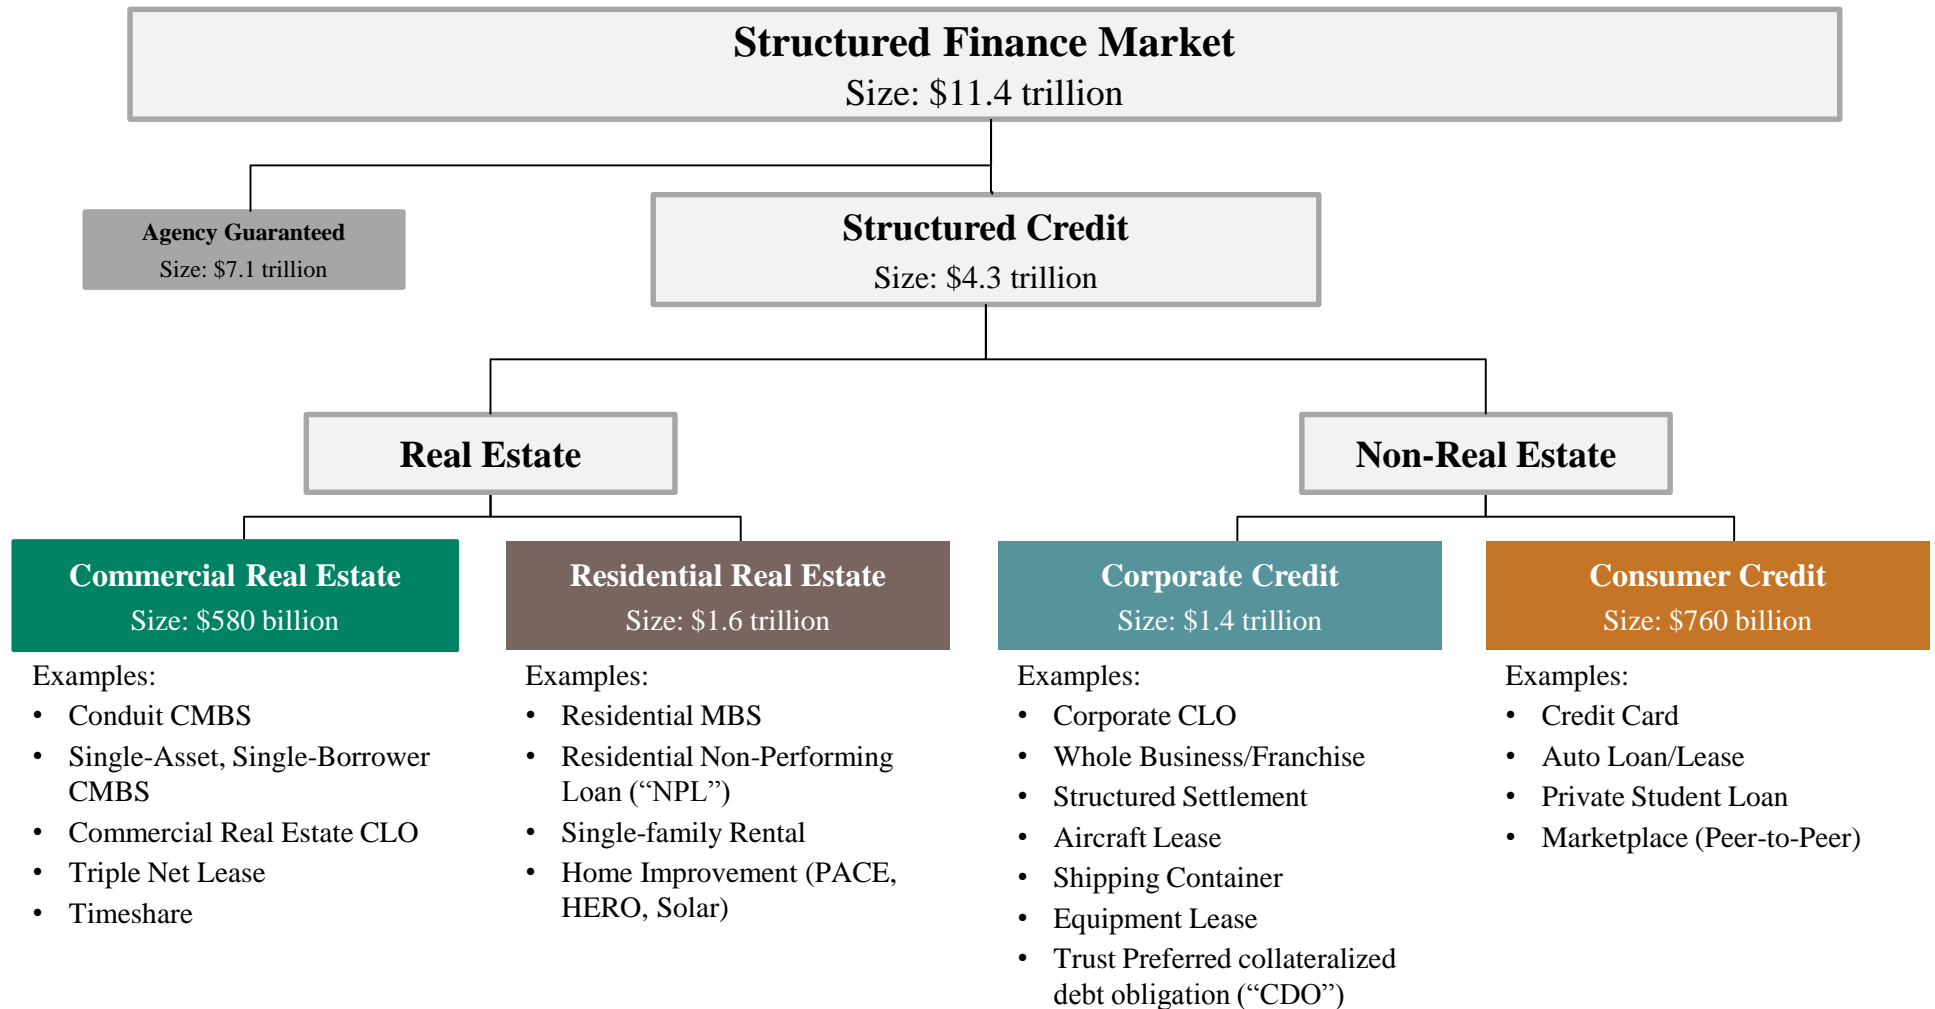 Structured Finance Market
Size: $11.4 trillion
Agency Guaranteed
Size: $7.1 trillion
Structured Credit
Size: $4.3 trillion
Real Estate
Non-Real Estate
Commercial Real Estate
Size: $580 billion
Examples:
• Conduit CMBS
• Single-Asset, Single-Borrower
CMBS
• Commercial Real Estate CLO
• Triple Net Lease
• Timeshare
Residential Real Estate
Size: $1.6 trillion
Examples:
• Residential MBS
• Residential Non-Performing
Loan (“NPL”)
• Single-family Rental
• Home Improvement (PACE,
HERO, Solar)
Corporate Credit
Size: $1.4 trillion
Examples:
• Corporate CLO
• Whole Business/Franchise
• Structured Settlement
• Aircraft Lease
• Shipping Container
• Equipment Lease
• Trust Preferred collateralized
debt obligation (“CDO”)
Consumer Credit
Size: $760 billion
Examples:
• Credit Card
• Auto Loan/Lease
• Private Student Loan
• Marketplace (Peer-to-Peer)